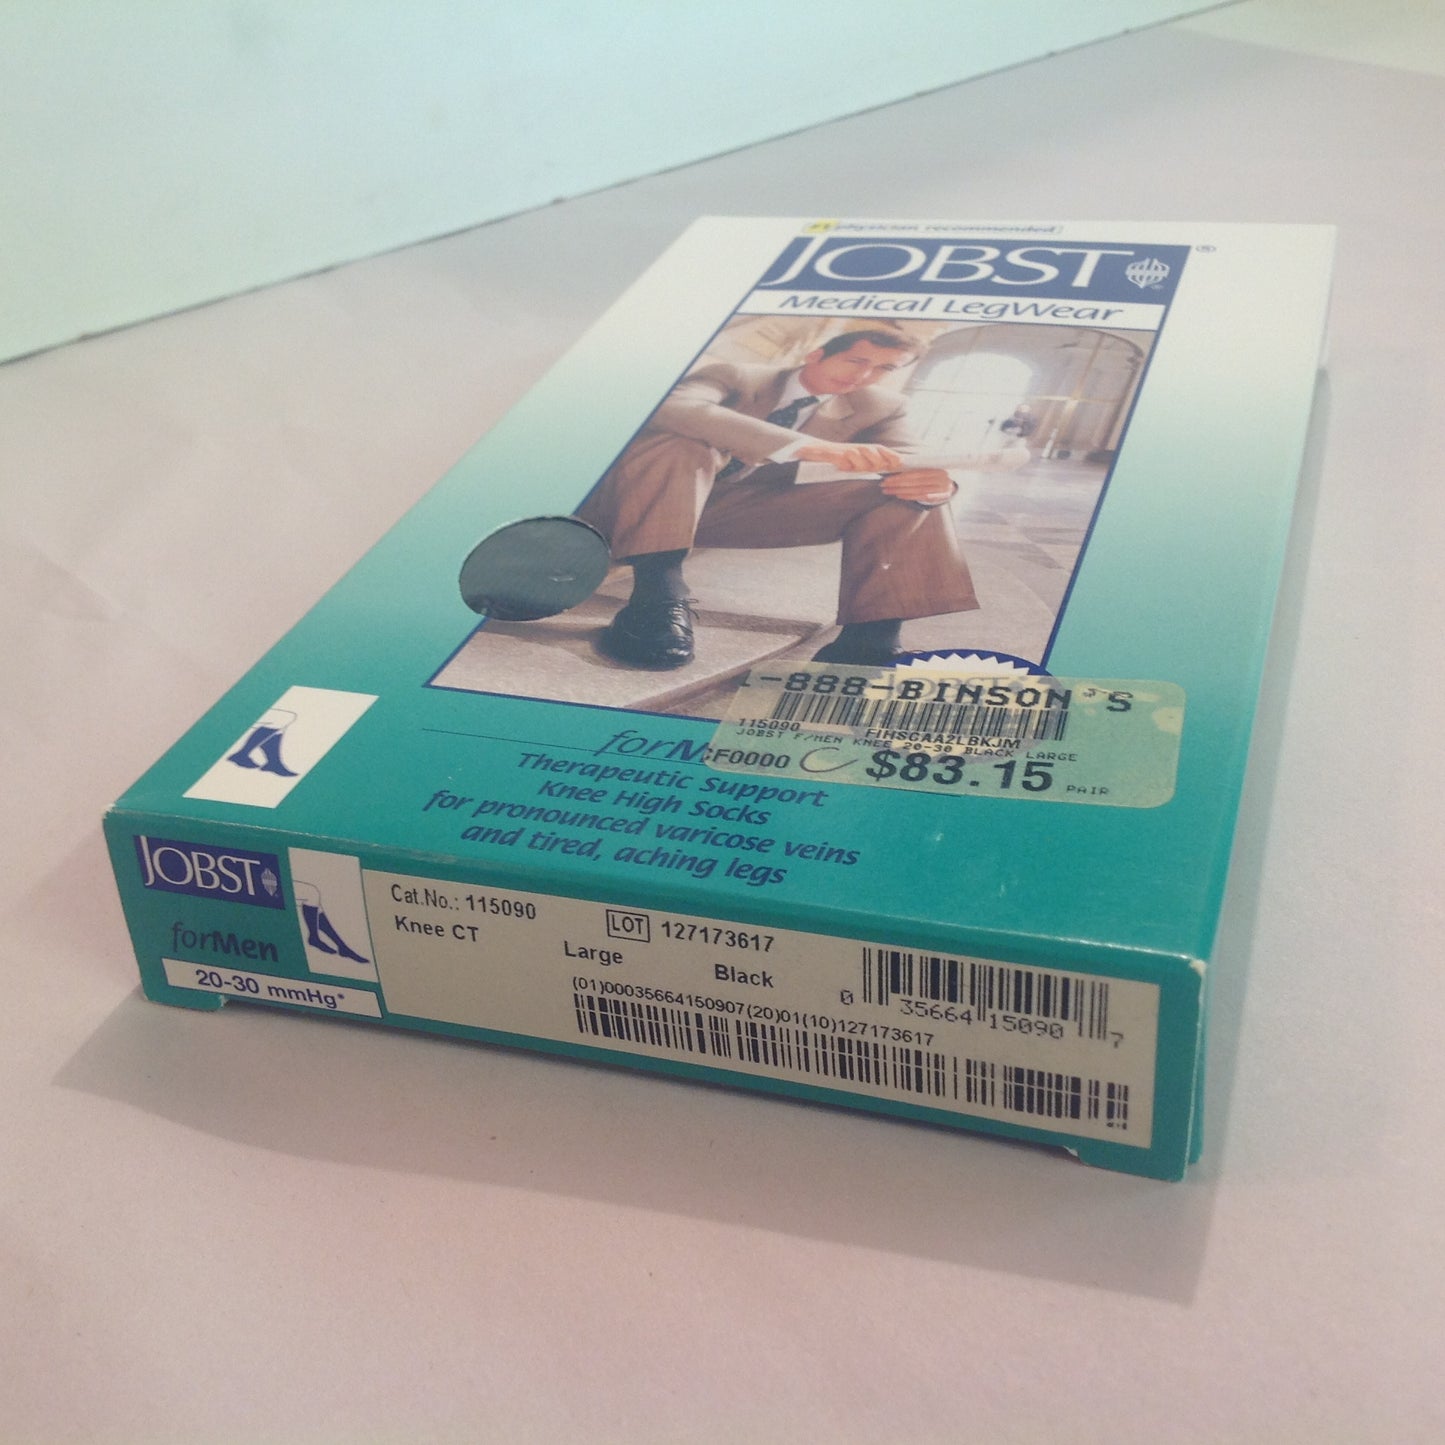 #1 physician recommended
JOBST ®
Medical LegWear
1-888-BINSON'S
115090 FIHSCAA2LBKJM
JOBST F/MEN KNEE 20-30 BLACK LARGE
CF0000 C $83.15 PAIR
forM
Therapeutic Support
Knee High Socks
for pronounced varicose veins
and tired, aching legs
JOBST
forMen
20-30 mmHg*
Cat.No.: 115090
Knee CT
LOT 127173617
Large Black
(01)00035664150907(20)01(10)127173617
0 35664 15090 7